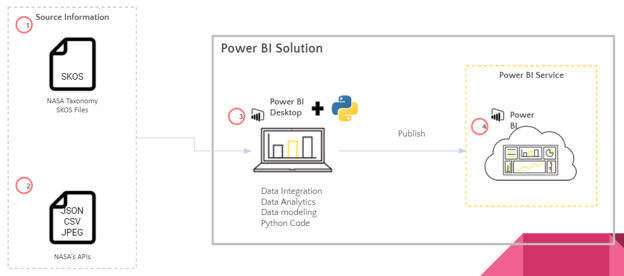 Source Information
1
SKOS
NASA Taxonomy
SKOS Files
2
JSON
CSV
JPEG
NASA's APIs
Power BI Solution
3
Power BI
Desktop
Data Integration
Data Analytics
Data modeling
Python Code
Publish
Power BI Service
4
Power
BI